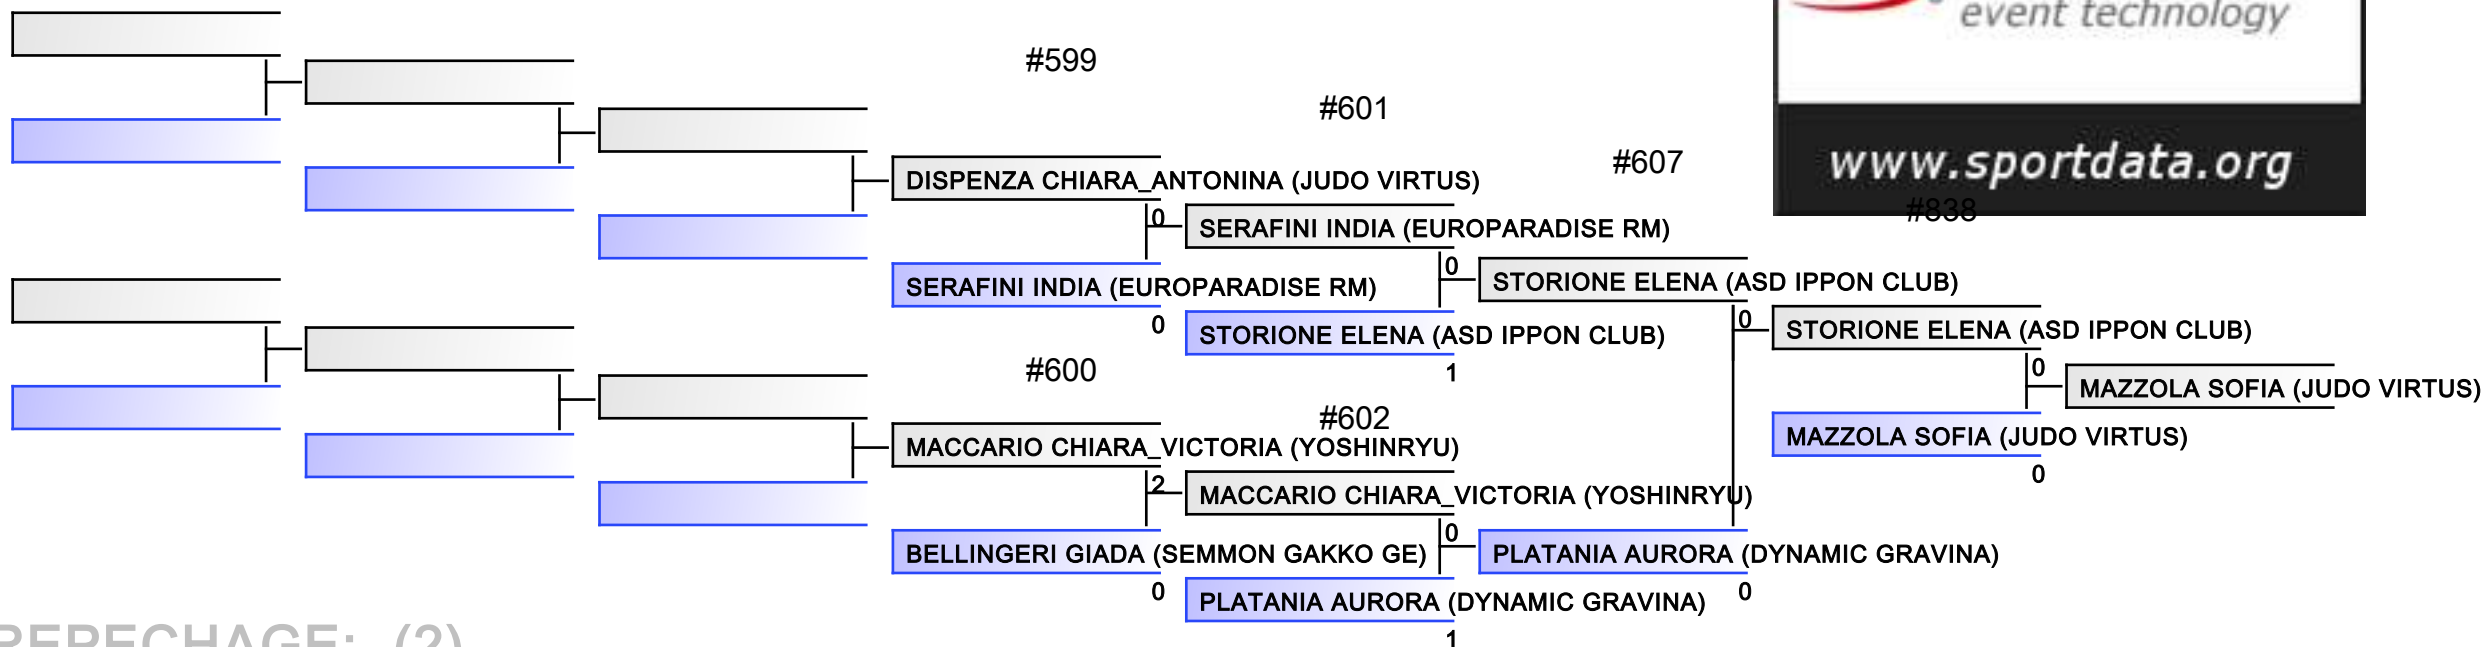 event technology
#599
#601
#607
www.sportdata.org
DISPENZA CHIARA_ANTONINA (JUDO VIRTUS)
#838
0
SERAFINI INDIA (EUROPARADISE RM)
0
SERAFINI INDIA (EUROPARADISE RM)
0
STORIONE ELENA (ASD IPPON CLUB)
0
STORIONE ELENA (ASD IPPON CLUB)
STORIONE ELENA (ASD IPPON CLUB)
1
0
#600
MAZZOLA SOFIA (JUDO VIRTUS)
#602
MAZZOLA SOFIA (JUDO VIRTUS)
0
MACCARIO CHIARA_VICTORIA (YOSHINRYU)
2
MACCARIO CHIARA_VICTORIA (YOSHINRYU)
0
BELLINGERI GIADA (SEMMON GAKKO GE)
0
PLATANIA AURORA (DYNAMIC GRAVINA)
0
PLATANIA AURORA (DYNAMIC GRAVINA)
1
REPECHAGE: (2)